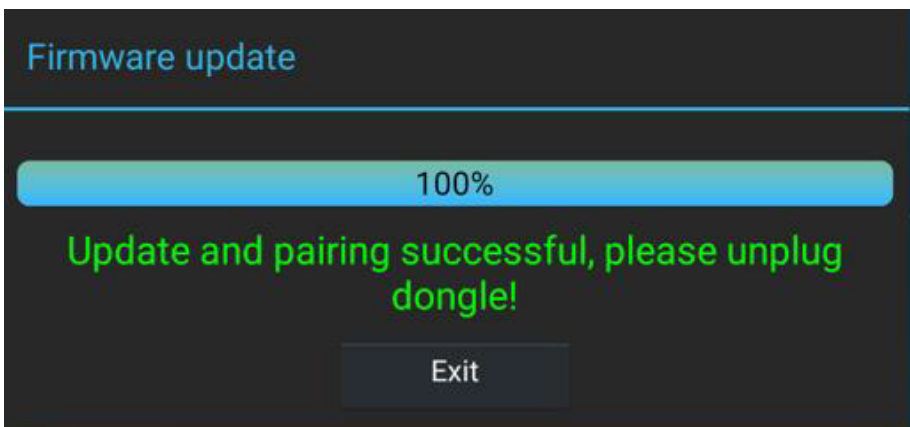 Firmware update
100%
Update and pairing successful, please unplug
dongle!
Exit